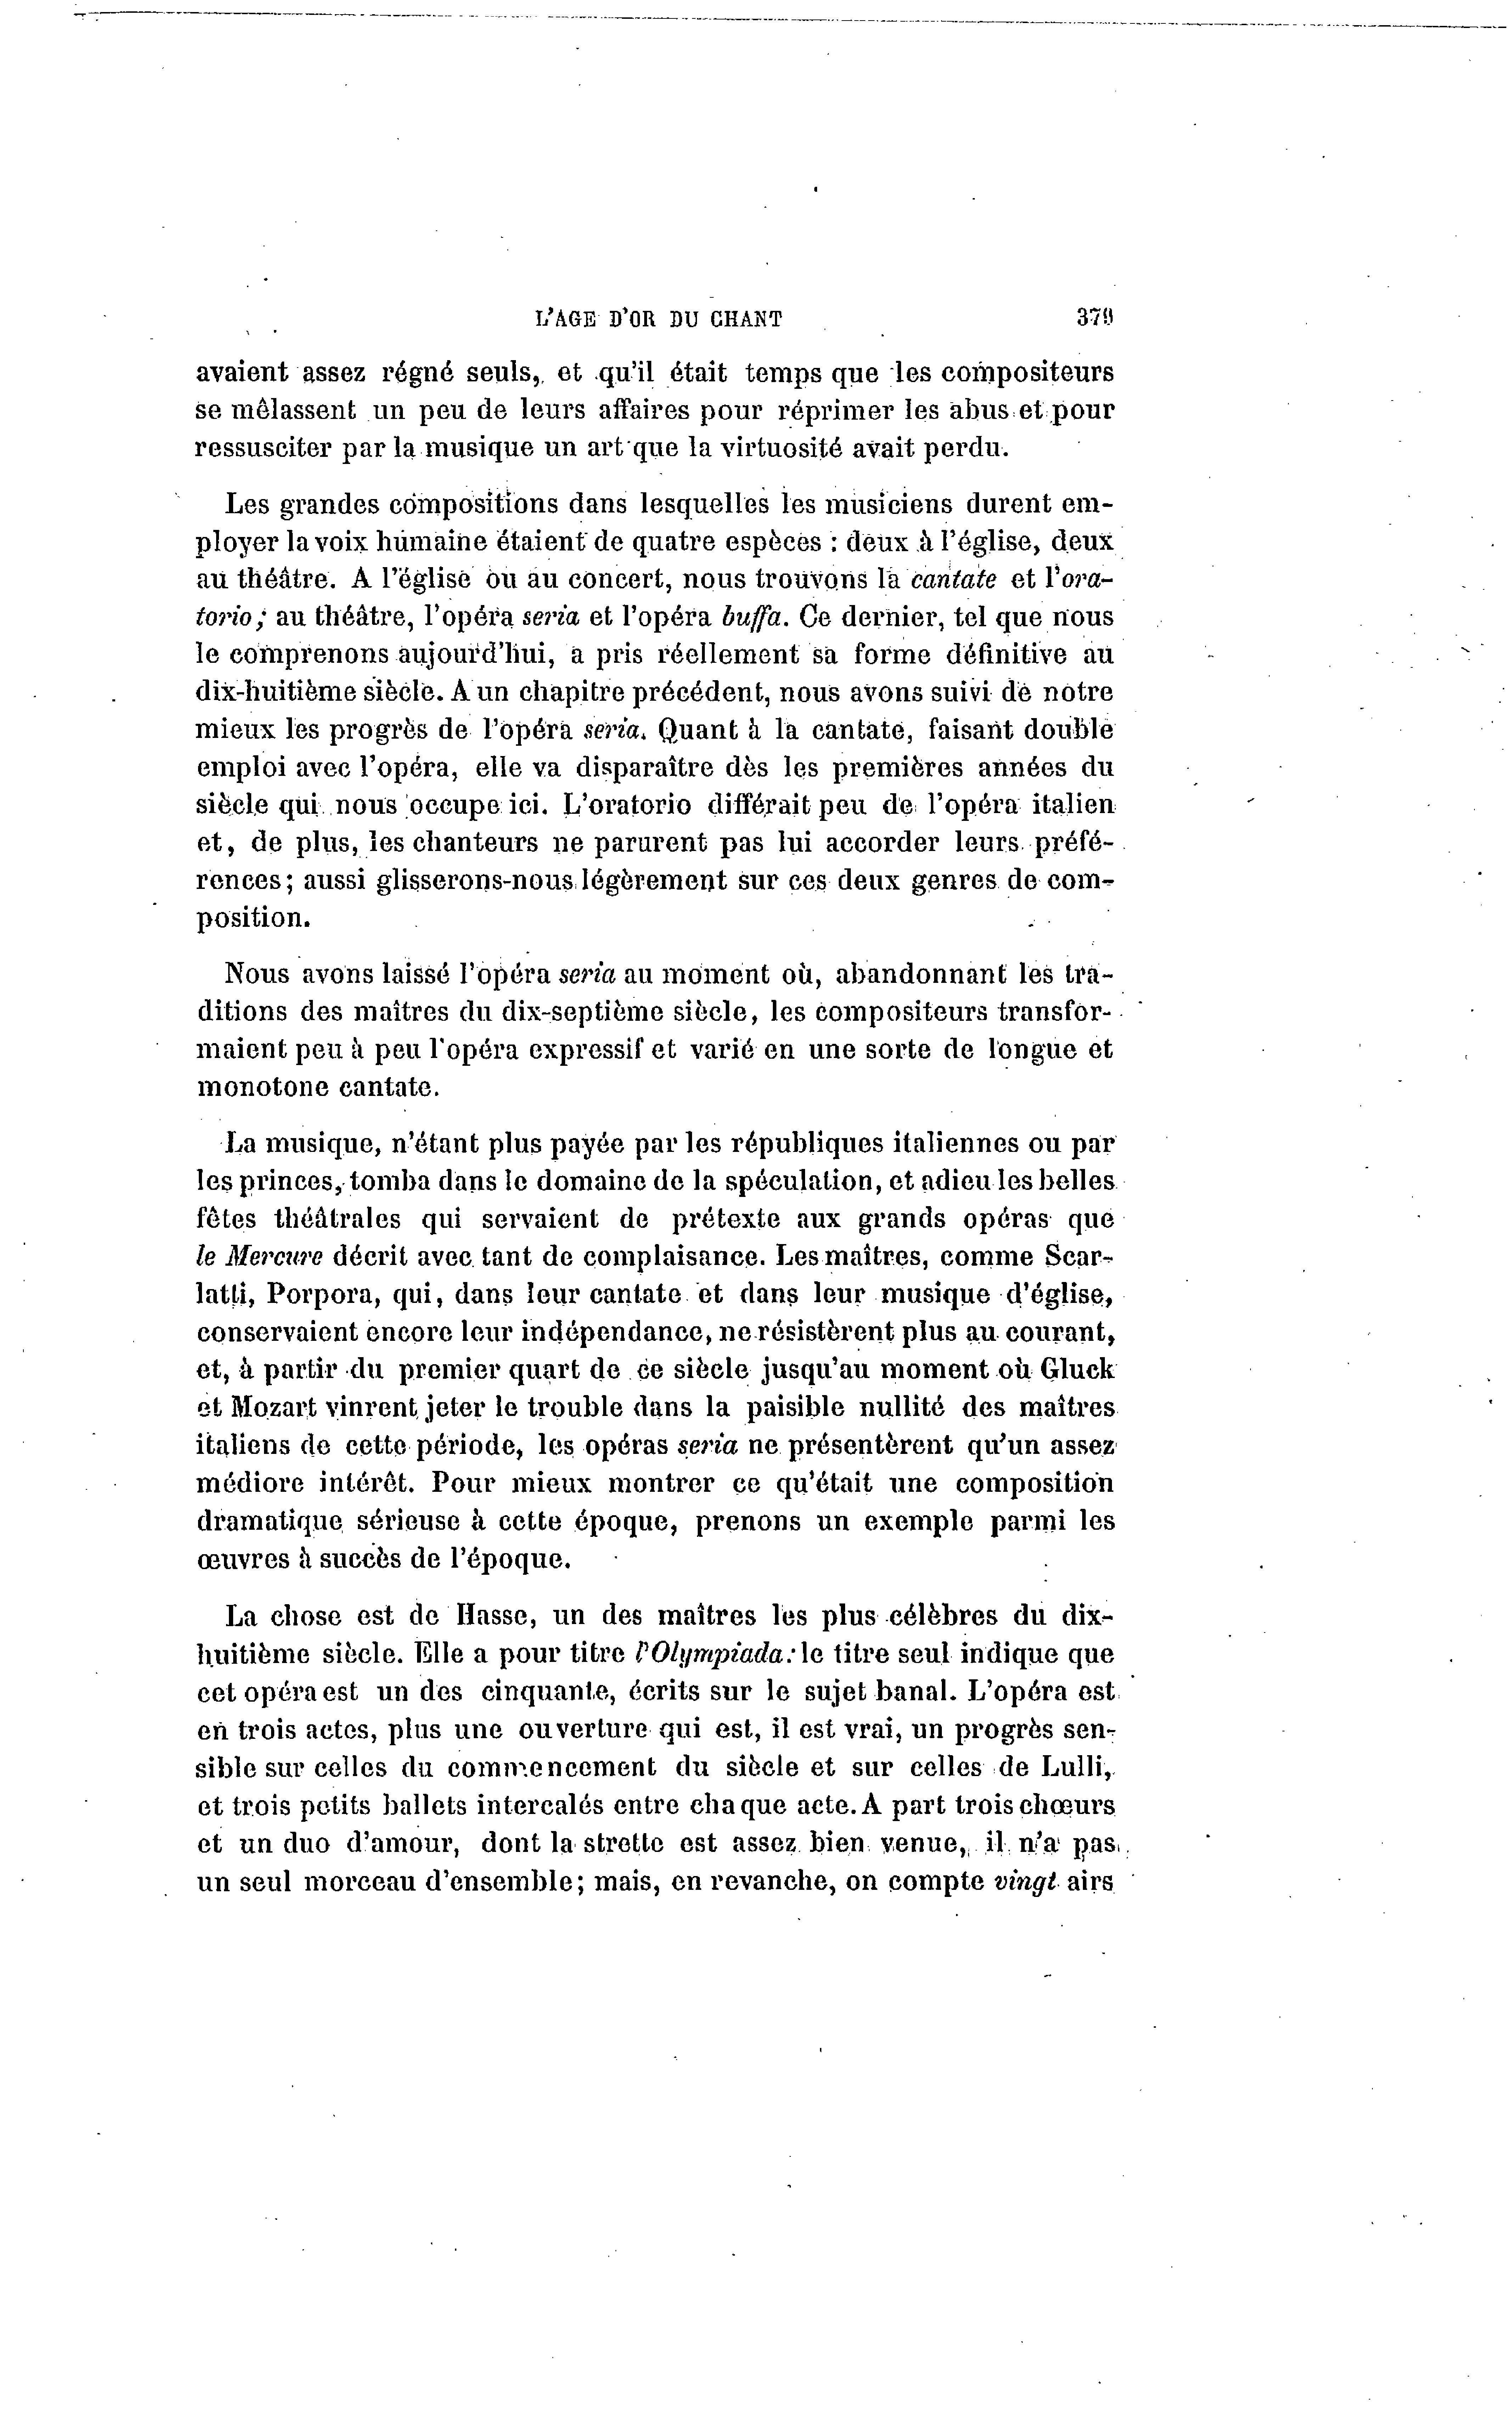 L'AGE D'OR DU CHANT 379
avaient assez régné seuls, et qu'il était temps que les compositeurs
se mêlassent un peu de leurs affaires pour réprimer les abus et pour
ressusciter par la musique un art que la virtuosité avait perdu.
Les grandes compositions dans lesquelles les musiciens durent em-
ployer la voix humaine étaient de quatre espèces : deux à l'église, deux
au théâtre. A l'église ou au concert, nous trouvons la cantate et l'ora-
torio ; au théâtre, l'opéra seria et l'opéra buffa. Ce dernier, tel que nous
le comprenons aujourd'hui, a pris réellement sa forme définitive au
dix-huitième siècle. A un chapitre précédent, nous avons suivi de notre
mieux les progrès de l'opéra seria. Quant à la cantate, faisant double
emploi avec l'opéra, elle va disparaître dès les premières années du
siècle qui nous occupe ici. L'oratorio différait peu de l'opéra italien
et, de plus, les chanteurs ne parurent pas lui accorder leurs préfé-
rences; aussi glisserons-nous légèrement sur ces deux genres de com-
position.
Nous avons laissé l'opéra seria au moment où, abandonnant les tra-
ditions des maîtres du dix-septième siècle, les compositeurs transfor-
maient peu à peu l'opéra expressif et varié en une sorte de longue et
monotone cantate.
La musique, n'étant plus payée par les républiques italiennes ou par
les princes, tomba dans le domaine de la spéculation, et adieu les belles
fêtes théâtrales qui servaient de prétexte aux grands opéras que
le Mercure décrit avec tant de complaisance. Les maîtres, comme Scar-
latti, Porpora, qui, dans leur cantate et dans leur musique d'église,
conservaient encore leur indépendance, ne résistèrent plus au courant,
et, à partir du premier quart de ce siècle jusqu'au moment où Gluck
et Mozart vinrent jeter le trouble dans la paisible nullité des maîtres
italiens de cette période, les opéras seria ne présentèrent qu'un assez
médiore intérêt. Pour mieux montrer ce qu'était une composition
dramatique sérieuse à cette époque, prenons un exemple parmi les
œuvres à succès de l'époque.
La chose est de Hasse, un des maîtres les plus célèbres du dix-
huitième siècle. Elle a pour titre l'Olympiada: le titre seul indique que
cet opéra est un des cinquante, écrits sur le sujet banal. L'opéra est
en trois actes, plus une ouverture qui est, il est vrai, un progrès sen-
sible sur celles du commencement du siècle et sur celles de Lulli,
et trois petits ballets intercalés entre chaque acte. A part trois chœurs
et un duo d'amour, dont la strette est assez bien venue, il n'a pas
un seul morceau d'ensemble; mais, en revanche, on compte vingt airs